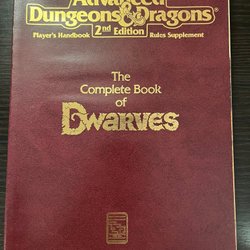 Advanced
Dungeons & Dragons®
2nd Edition
Player's Handbook Rules Supplement
The
Complete Book
of
Dwarves